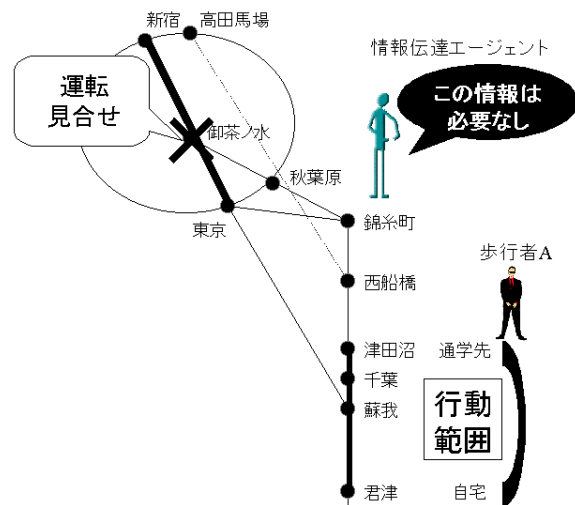 新宿
高田馬場
情報伝達エージェント
運転
見合せ
この情報は
必要なし
御茶ノ水
秋葉原
東京
錦糸町
歩行者A
西船橋
津田沼
通学先
千葉
蘇我
行動
範囲
君津
自宅